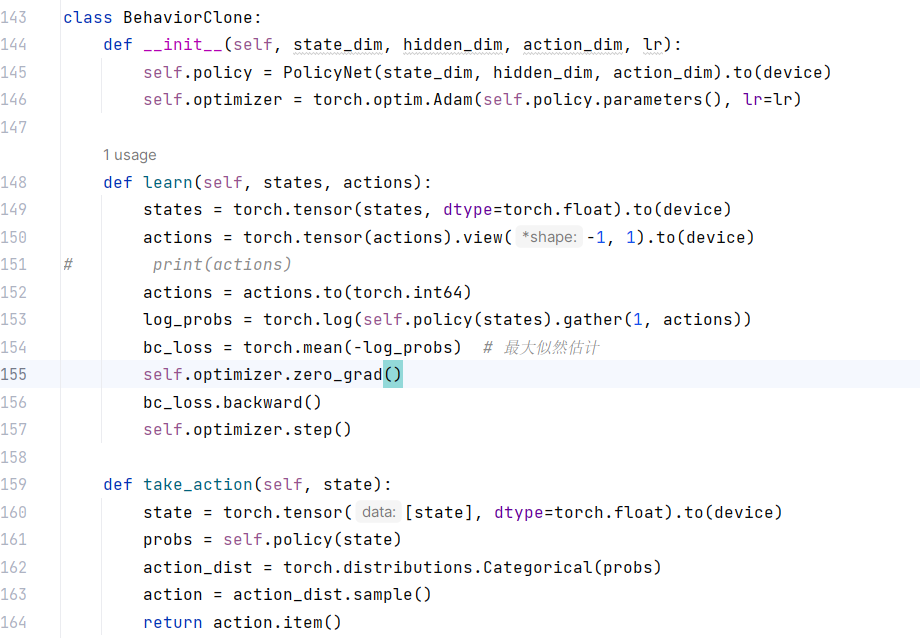 143 class BehaviorClone:
144     def __init__(self, state_dim, hidden_dim, action_dim, lr):
145         self.policy = PolicyNet(state_dim, hidden_dim, action_dim).to(device)
146         self.optimizer = torch.optim.Adam(self.policy.parameters(), lr=lr)
147
1 usage
148     def learn(self, states, actions):
149         states = torch.tensor(states, dtype=torch.float).to(device)
150         actions = torch.tensor(actions).view( *shape: -1, 1).to(device)
151 #        print(actions)
152         actions = actions.to(torch.int64)
153         log_probs = torch.log(self.policy(states).gather(1, actions))
154         bc_loss = torch.mean(-log_probs)  # 最大似然估计
155         self.optimizer.zero_grad()
156         bc_loss.backward()
157         self.optimizer.step()
158
159     def take_action(self, state):
160         state = torch.tensor( data: [state], dtype=torch.float).to(device)
161         probs = self.policy(state)
162         action_dist = torch.distributions.Categorical(probs)
163         action = action_dist.sample()
164         return action.item()